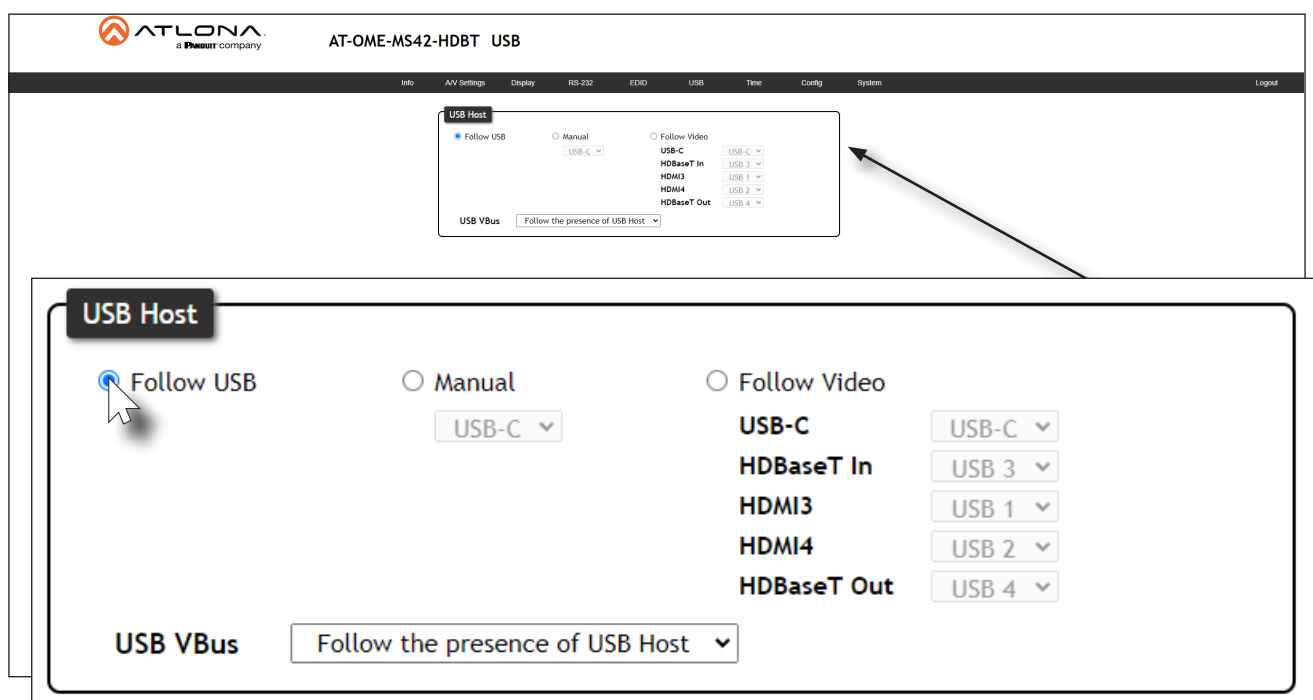 ATLONA.
a PANDUIT company
AT-OME-MS42-HDBT USB
Info A/V Settings Display RS-232 EDID USB Time Config System Logout
USB Host
Follow USB Manual Follow Video
USB-C USB-C USB-C
HDBaseT In USB 3
HDMI3 USB 1
HDMI4 USB 2
HDBaseT Out USB 4
USB VBus Follow the presence of USB Host
USB Host
Follow USB Manual Follow Video
USB-C USB-C USB-C
HDBaseT In USB 3
HDMI3 USB 1
HDMI4 USB 2
HDBaseT Out USB 4
USB VBus Follow the presence of USB Host